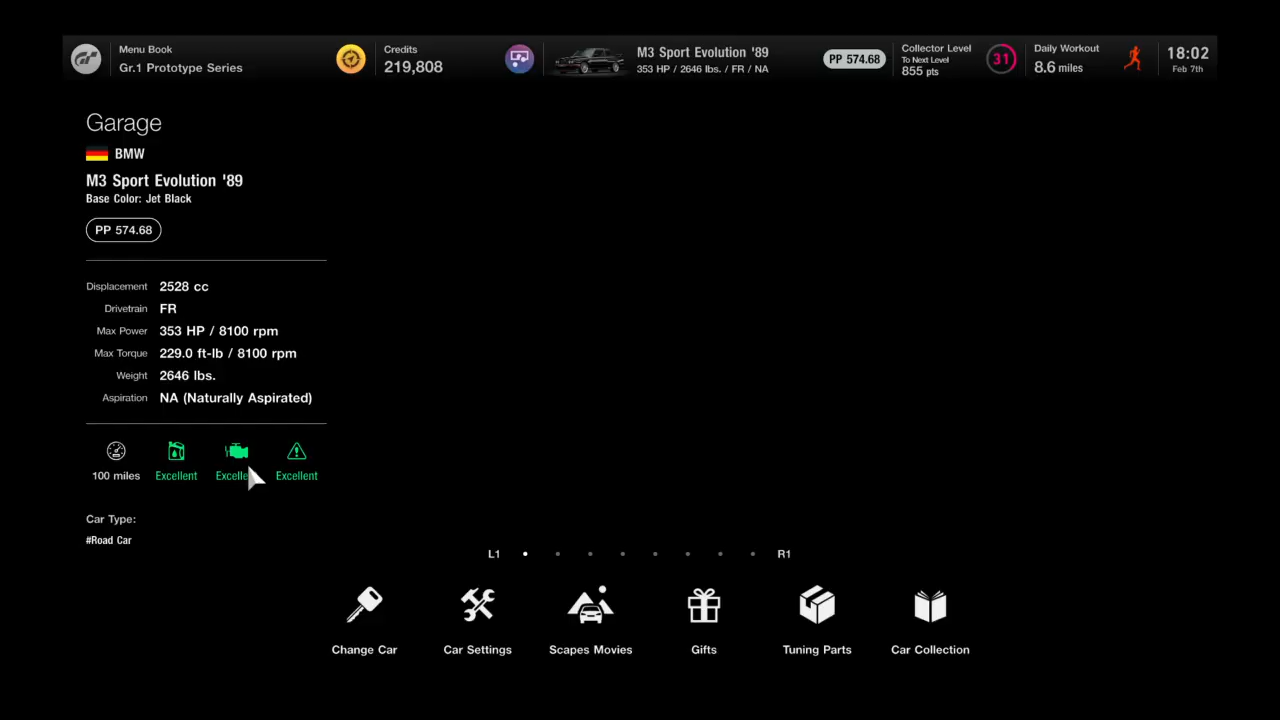 Menu Book
Gr.1 Prototype Series
Credits
219,808
M3 Sport Evolution '89
353 HP / 2646 lbs. / FR / NA
PP 574.68
Collector Level
To Next Level
855 pts
31
Daily Workout
8.6 miles
18:02
Feb 7th
Garage
BMW
M3 Sport Evolution '89
Base Color: Jet Black
PP 574.68
Displacement 2528 cc
Drivetrain FR
Max Power 353 HP / 8100 rpm
Max Torque 229.0 ft-lb / 8100 rpm
Weight 2646 lbs.
Aspiration NA (Naturally Aspirated)
100 miles Excellent Excelle Excellent
Car Type:
#Road Car
L1 R1
Change Car Car Settings Scapes Movies Gifts Tuning Parts Car Collection